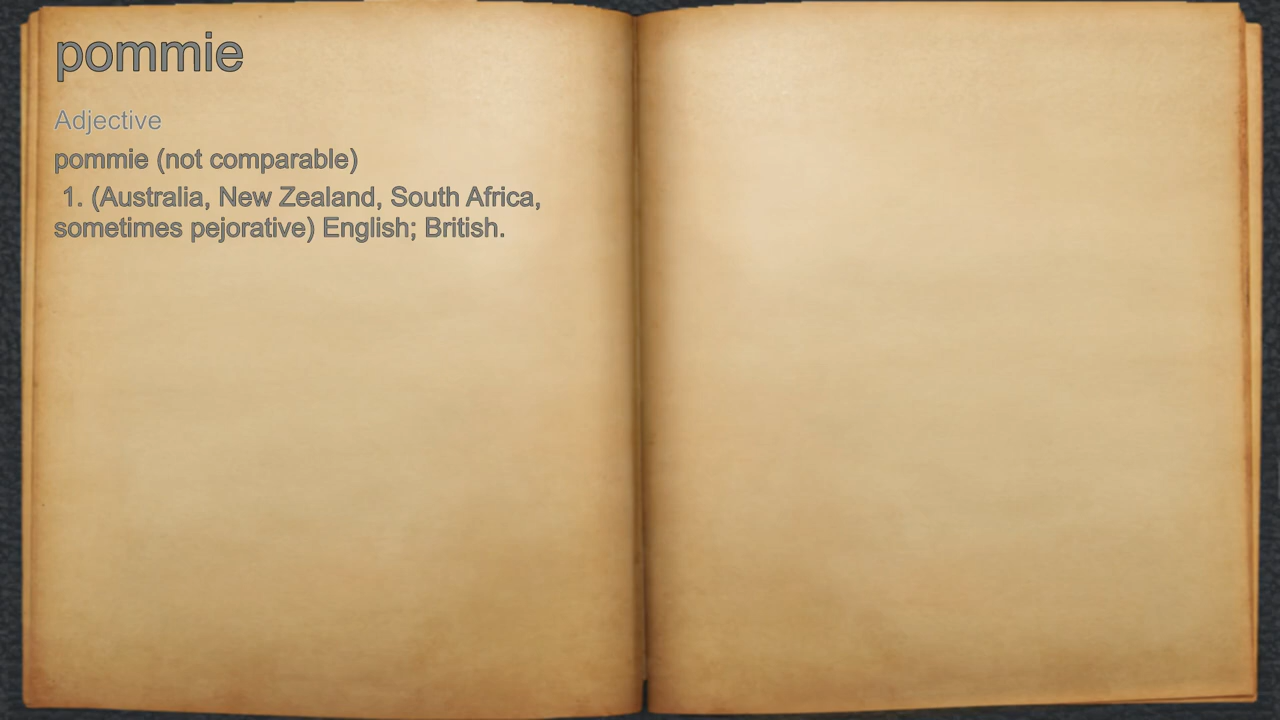 pommie
Adjective
pommie (not comparable)
1. (Australia, New Zealand, South Africa,
sometimes pejorative) English; British.